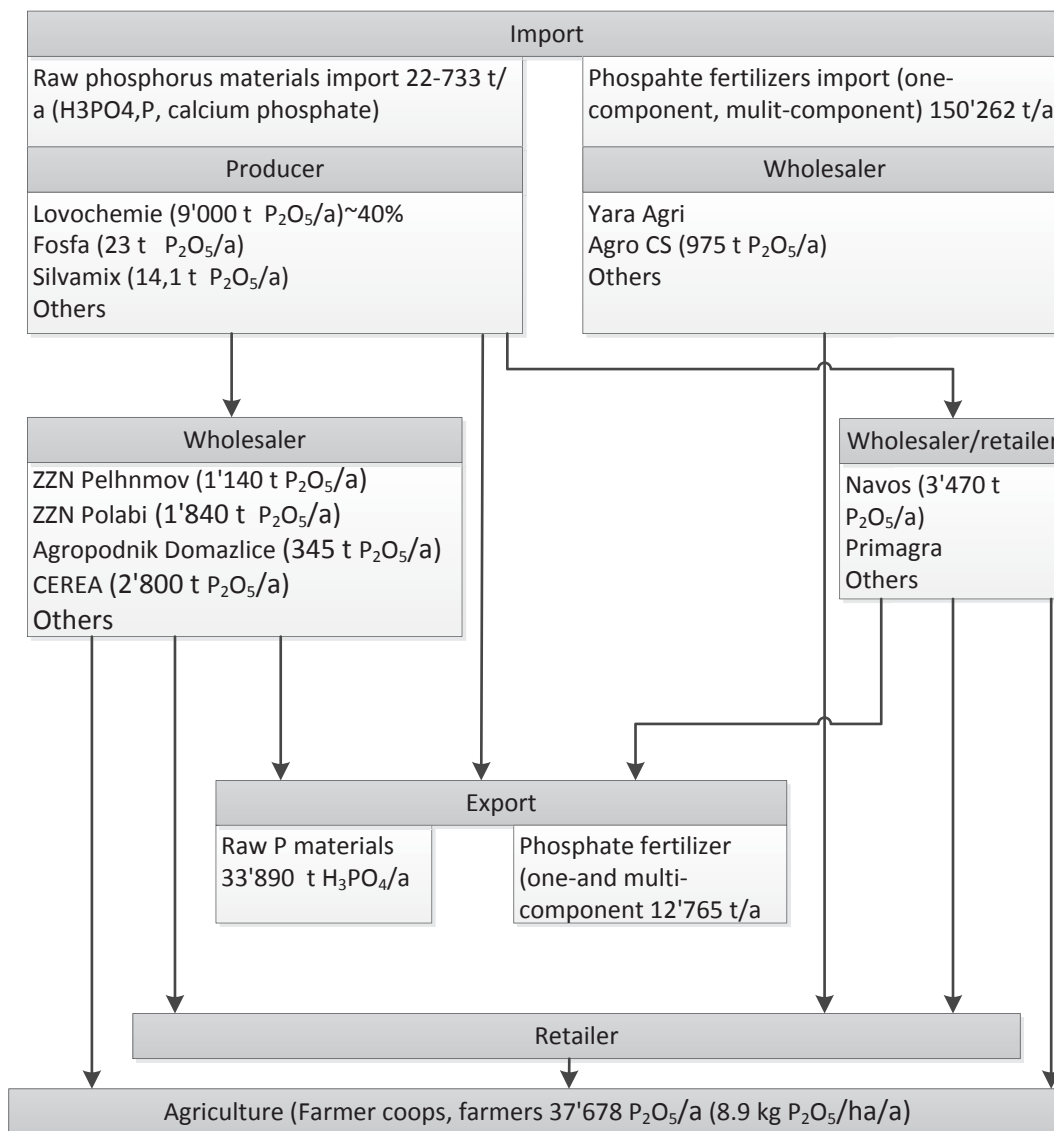 Import
Raw phosphorus materials import 22-733 t/
a (H3PO4,P, calcium phosphate)
Phospahte fertilizers import (one-
component, mulit-component) 150'262 t/a
Producer
Lovochemie (9'000 t P₂O₅/a)~40%
Fosfa (23 t P₂O₅/a)
Silvamix (14,1 t P₂O₅/a)
Others
Wholesaler
Yara Agri
Agro CS (975 t P₂O₅/a)
Others
Wholesaler
ZZN Pelhnmov (1'140 t P₂O₅/a)
ZZN Polabi (1'840 t P₂O₅/a)
Agropodnik Domazlice (345 t P₂O₅/a)
CEREA (2'800 t P₂O₅/a)
Others
Wholesaler/retailer
Navos (3'470 t
P₂O₅/a)
Primagra
Others
Export
Raw P materials
33'890 t H₃PO₄/a
Phosphate fertilizer
(one-and multi-
component 12'765 t/a
Retailer
Agriculture (Farmer coops, farmers 37'678 P₂O₅/a (8.9 kg P₂O₅/ha/a)